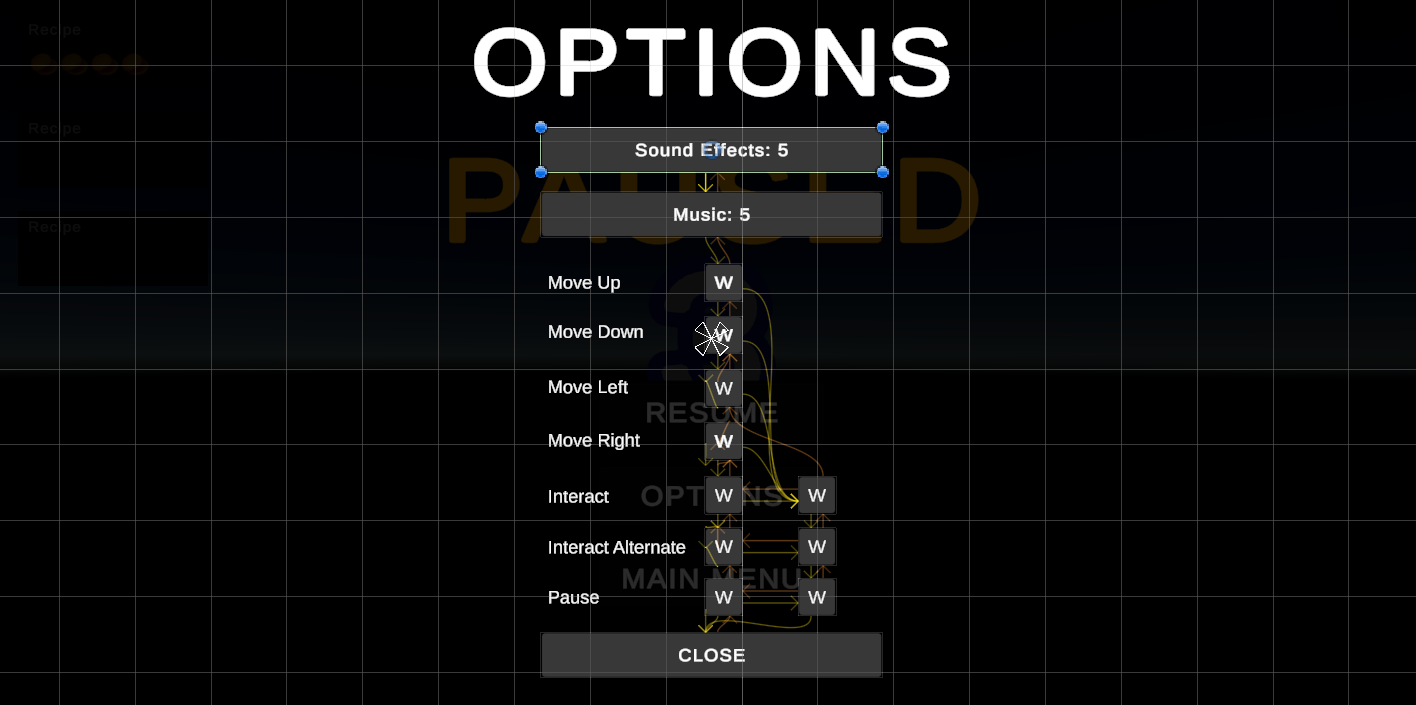 Recipe
OPTIONS
Recipe
Sound Effects: 5
PAUSED
Music: 5
Recipe
Move Up W
Move Down W
Move Left W
RESUME
Move Right W
Interact W W
OPTIONS
Interact Alternate W W
MAIN MENU
Pause W W
CLOSE